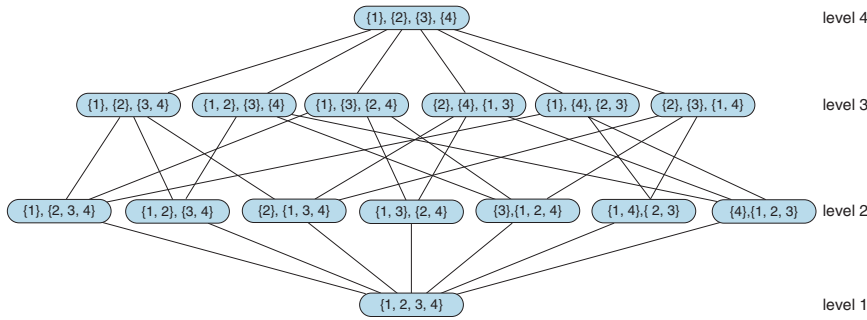 {1}, {2}, {3}, {4} level 4
{1}, {2}, {3, 4} {1, 2}, {3}, {4} {1}, {3}, {2, 4} {2}, {4}, {1, 3} {1}, {4}, {2, 3} {2}, {3}, {1, 4} level 3
{1}, {2, 3, 4} {1, 2}, {3, 4} {2}, {1, 3, 4} {1, 3}, {2, 4} {3},{1, 2, 4} {1, 4},{ 2, 3} {4},{1, 2, 3} level 2
{1, 2, 3, 4} level 1